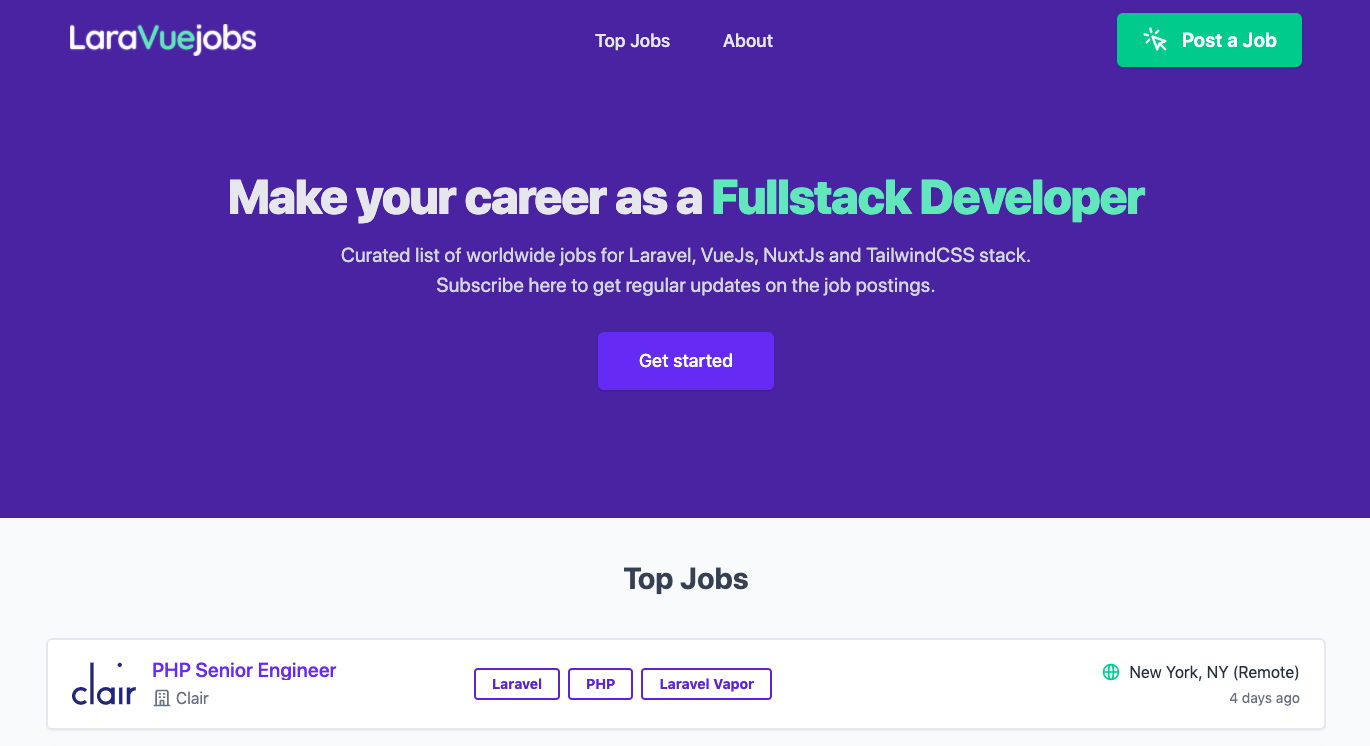 LaraVuejobs
Top Jobs
About
Post a Job
Make your career as a Fullstack Developer
Curated list of worldwide jobs for Laravel, VueJs, NuxtJs and TailwindCSS stack.
Subscribe here to get regular updates on the job postings.
Get started
Top Jobs
clair
PHP Senior Engineer
Clair
Laravel
PHP
Laravel Vapor
New York, NY (Remote)
4 days ago